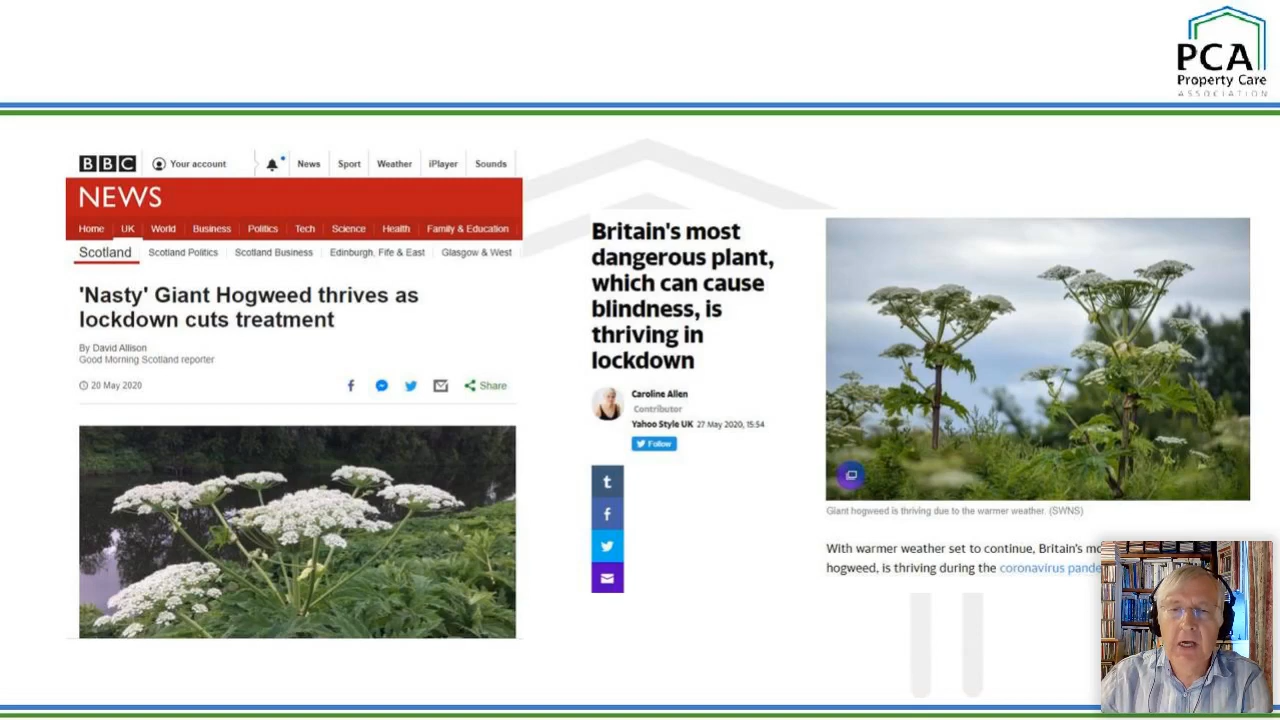 PCA
Property Care
ASSOCIATION
BBC
Your account
News
Sport
Weather
iPlayer
Sounds
NEWS
Home
UK
World
Business
Politics
Tech
Science
Health
Family & Education
Scotland
Scotland Politics
Scotland Business
Edinburgh, Fife & East
Glasgow & West
'Nasty' Giant Hogweed thrives as
lockdown cuts treatment
By David Allison
Good Morning Scotland reporter
20 May 2020
Share
Britain's most
dangerous plant,
which can cause
blindness, is
thriving in
lockdown
Caroline Allen
Contributor
Yahoo Style UK 27 May 2020, 15:54
Follow
Giant hogweed is thriving due to the warmer weather. (SWNS)
With warmer weather set to continue, Britain's mo
hogweed, is thriving during the coronavirus pande